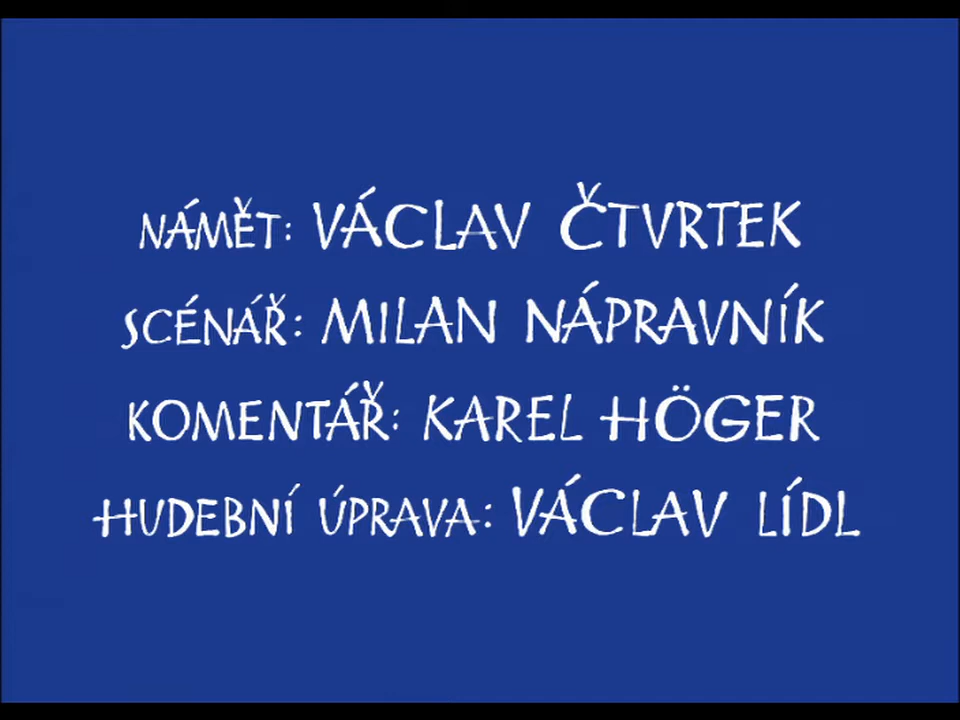 NÁMĚT: VÁCLAV ČTVRTEK
SCÉNÁŘ: MILAN NÁPRAVNÍK
KOMENTÁŘ: KAREL HÖGER
HUDEBNÍ ÚPRAVA: VÁCLAV LÍDL